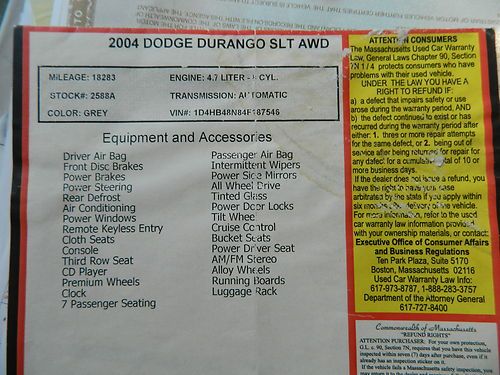 2004 DODGE DURANGO SLT AWD
MILEAGE: 18283
ENGINE: 4.7 LITER - CYL.
STOCK#: 2588A
TRANSMISSION: AUTOMATIC
COLOR: GREY
VIN#: 1D4HB48N84F187546
Equipment and Accessories
Driver Air Bag
Front Disc Brakes
Power Brakes
Power Steering
Rear Defrost
Air Conditioning
Power Windows
Remote Keyless Entry
Cloth Seats
Console
Third Row Seat
CD Player
Premium Wheels
Clock
7 Passenger Seating
Passenger Air Bag
Intermittent Wipers
Power Side Mirrors
All Wheel Drive
Tinted Glass
Power Door Locks
Tilt Wheel
Cruise Control
Bucket Seats
Power Driver Seat
AM/FM Stereo
Alloy Wheels
Running Boards
Luggage Rack
ATTENTION CONSUMERS
The Massachusetts Used Car Warranty
Law, General Laws Chapter 90, Section
7N 1/4 protects consumers who have
problems with their used vehicle.
UNDER THE LAW YOU HAVE A
RIGHT TO REFUND IF:
a) a defect that impairs safety or use
arose during the warranty period, AND
b) the defect continued to exist or has
recurred during the warranty period after
either: 1. three or more repair attempts
for the same defect, or 2. being out of
service after being returned for repair for
any defect for a cumulative total of 10 or
more business days.
If the dealer does not issue a refund, you
have the right to have your case
arbitrated by the state if you apply within
six months of the delivery of the vehicle.
For more information, refer to the used
car warranty law information provided
with your ownership materials, or contact:
Executive Office of Consumer Affairs
and Business Regulations
Ten Park Plaza, Suite 5170
Boston, Massachusetts 02116
Used Car Warranty Law Info:
617-973-8787, 1-888-283-3757
Department of the Attorney General
617-727-8400
Commonwealth of Massachusetts
"REFUND RIGHTS"
ATTENTION PURCHASER: For your own protection,
G.L. c. 90, Section 7N, requires that you have this vehicle
inspected within seven (7) days after purchase, even if it
already has an inspection sticker on it.
If the vehicle fails a Massachusetts safety inspection, you